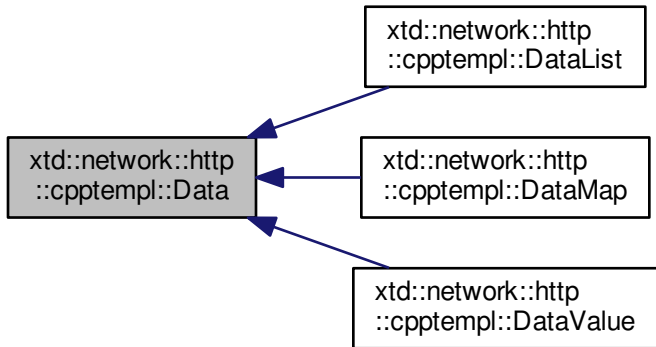 xtd::network::http
::cpptempl::DataList
xtd::network::http
::cpptempl::Data
xtd::network::http
::cpptempl::DataMap
xtd::network::http
::cpptempl::DataValue